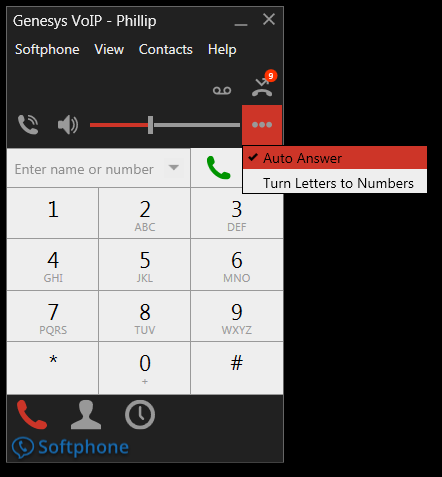 Genesys VoIP - Phillip
Softphone View Contacts Help
9
Auto Answer
Turn Letters to Numbers
Enter name or number
1 2 3
ABC DEF
4 5 6
GHI JKL MNO
7 8 9
PQRS TUV WXYZ
* 0 #
+
Softphone